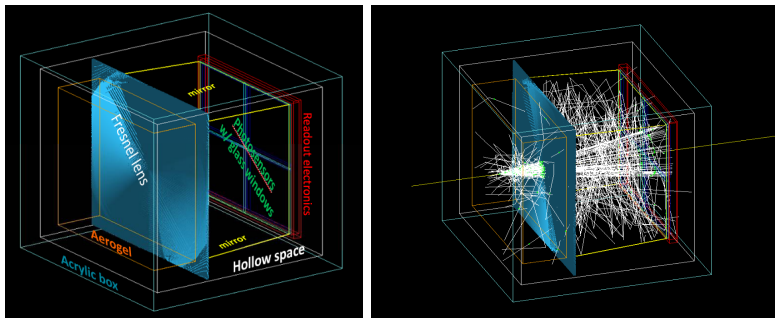 mirror
Fresnel lens
Photosensors
w/ glass windows
Readout electronics
mirror
Hollow space
Aerogel
Acrylic box